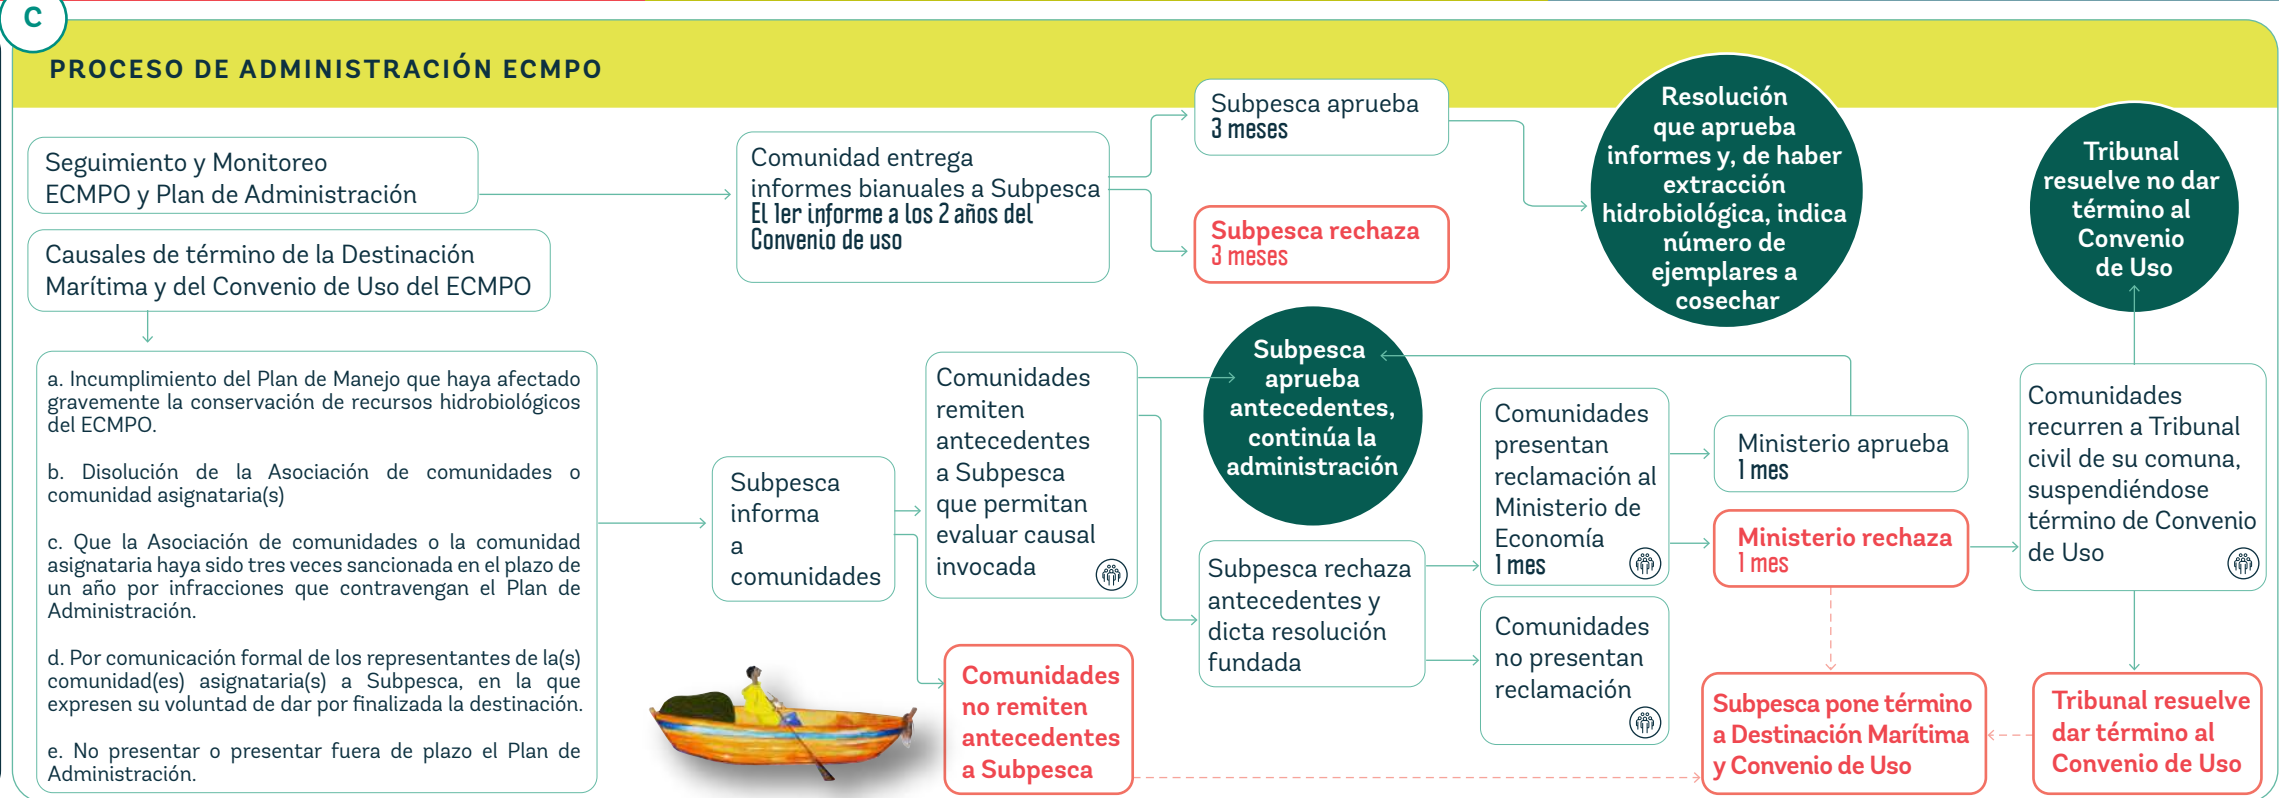 C
PROCESO DE ADMINISTRACIÓN ECMPO
Seguimiento y Monitoreo
ECMPO y Plan de Administración
Comunidad entrega
informes bianuales a Subpesca
El 1er informe a los 2 años del
Convenio de uso
Subpesca aprueba
3 meses
Subpesca rechaza
3 meses
Resolución
que aprueba
informes y, de haber
extracción
hidrobiológica, indica
número de
ejemplares a
cosechar
Causales de término de la Destinación
Marítima y del Convenio de Uso del ECMPO
a. Incumplimiento del Plan de Manejo que haya afectado
gravemente la conservación de recursos hidrobiológicos
del ECMPO.
b. Disolución de la Asociación de comunidades o
comunidad asignataria(s)
c. Que la Asociación de comunidades o la comunidad
asignataria haya sido tres veces sancionada en el plazo de
un año por infracciones que contravengan el Plan de
Administración.
d. Por comunicación formal de los representantes de la(s)
comunidad(es) asignataria(s) a Subpesca, en la que
expresen su voluntad de dar por finalizada la destinación.
e. No presentar o presentar fuera de plazo el Plan de
Administración.
Subpesca
informa
a
comunidades
Comunidades
remiten
antecedentes
a Subpesca
que permitan
evaluar causal
invocada
Comunidades
no remiten
antecedentes
a Subpesca
Subpesca
aprueba
antecedentes,
continúa la
administración
Subpesca rechaza
antecedentes y
dicta resolución
fundada
Comunidades
presentan
reclamación al
Ministerio de
Economía
1 mes
Comunidades
no presentan
reclamación
Ministerio aprueba
1 mes
Ministerio rechaza
1 mes
Subpesca pone término
a Destinación Marítima
y Convenio de Uso
Tribunal
resuelve no dar
término al
Convenio
de Uso
Comunidades
recurren a Tribunal
civil de su comuna,
suspendiéndose
término de Convenio
de Uso
Tribunal resuelve
dar término al
Convenio de Uso